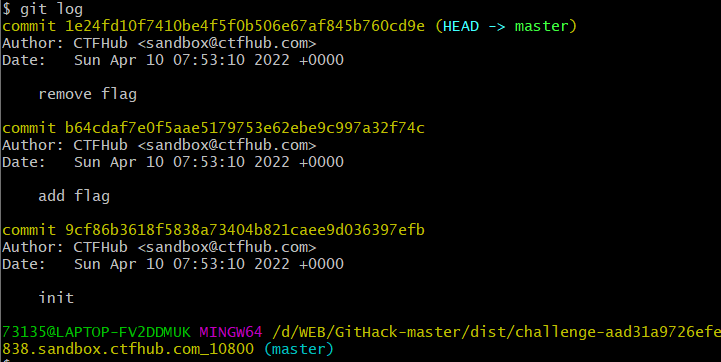 $ git log
commit 1e24fd10f7410be4f5f0b506e67af845b760cd9e (HEAD -> master)
Author: CTFHub <sandbox@ctfhub.com>
Date:   Sun Apr 10 07:53:10 2022 +0000
    remove flag
commit b64cdaf7e0f5aae5179753e62ebe9c997a32f74c
Author: CTFHub <sandbox@ctfhub.com>
Date:   Sun Apr 10 07:53:10 2022 +0000
    add flag
commit 9cf86b3618f5838a73404b821caee9d036397efb
Author: CTFHub <sandbox@ctfhub.com>
Date:   Sun Apr 10 07:53:10 2022 +0000
    init
73135@LAPTOP-FV2DDMUK MINGW64 /d/WEB/GitHack-master/dist/challenge-aad31a9726efe
838.sandbox.ctfhub.com_10800 (master)